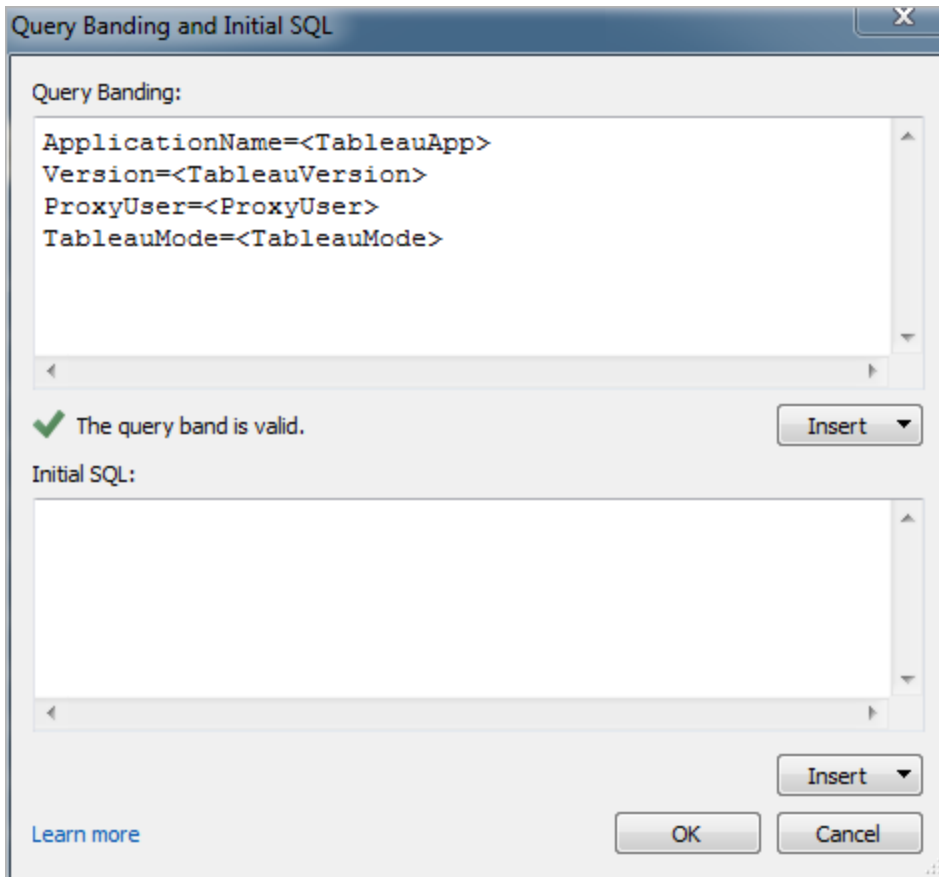 Query Banding and Initial SQL
Query Banding:
ApplicationName=<TableauApp>
Version=<TableauVersion>
ProxyUser=<ProxyUser>
TableauMode=<TableauMode>
The query band is valid.
Insert
Initial SQL:
Insert
Learn more
OK
Cancel